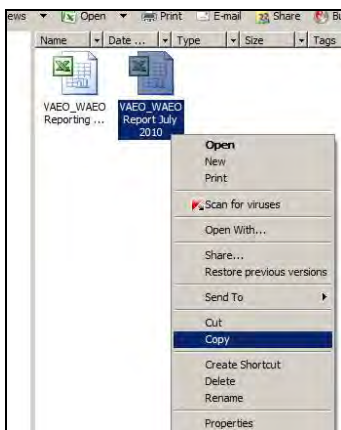 ews Open Print E-mail Share Bu
Name Date ... Type Size Tags
VAEO_WAEO
Reporting ...
VAEO_WAEO
Report July
2010
Open
New
Print
Scan for viruses
Open With...
Share...
Restore previous versions
Send To
Cut
Copy
Create Shortcut
Delete
Rename
Properties